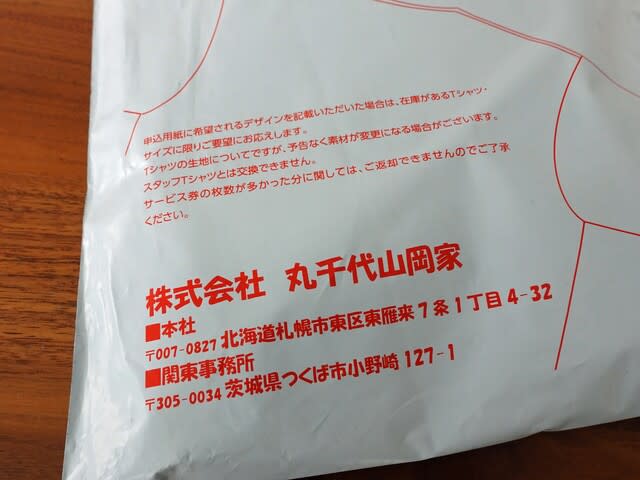 申込用紙に希望されるデザインを記載いただいた場合は、在庫があるTシャツ・
サイズに限りご要望にお応えします。
Tシャツの生地についてですが、予告なく素材が変更になる場合がございます。
スタッフTシャツとは交換できません。
サービス券の枚数が多かった分に関しては、ご返却できませんのでご了承
ください。
株式会社 丸千代山岡家
■本社
〒007-0827 北海道札幌市東区東雁来7条1丁目4-32
■関東事務所
〒305-0034 茨城県つくば市小野崎127-1